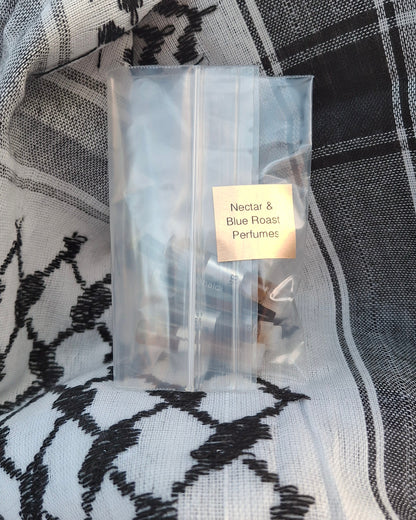 Nectar &
Blue Roast
Perfumes